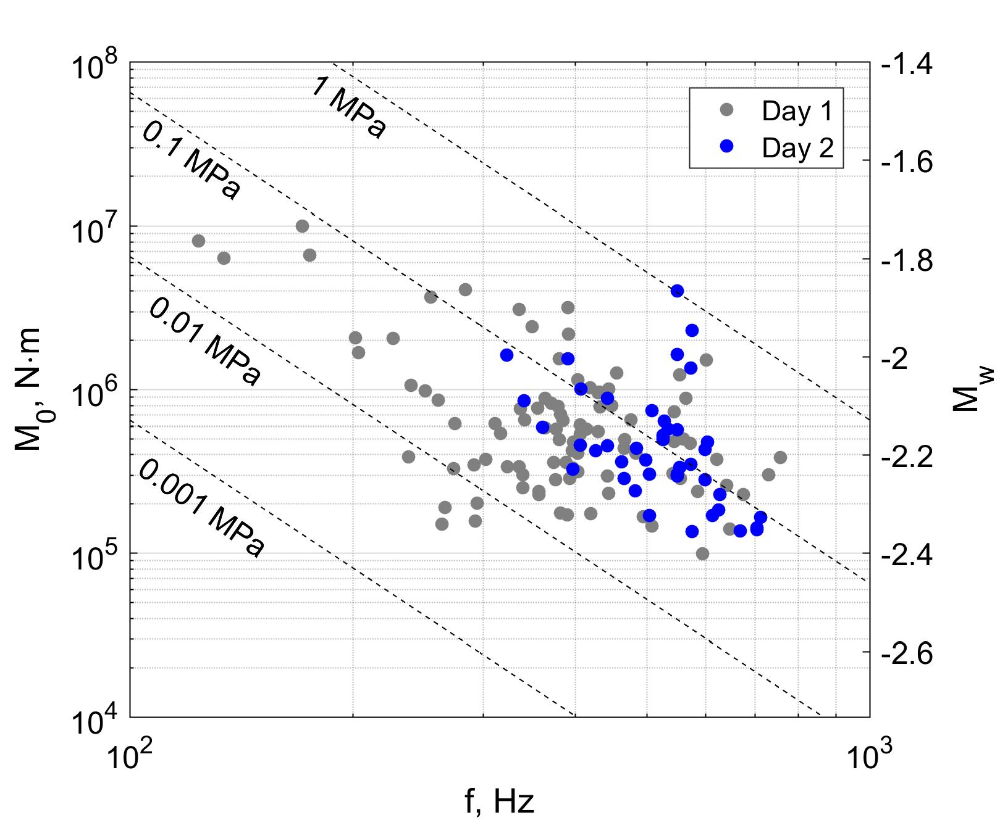 10^8
10^7
10^6
10^5
10^4
M_0, N·m
1 MPa
0.1 MPa
0.01 MPa
0.001 MPa
Day 1
Day 2
-1.4
-1.6
-1.8
-2
-2.2
-2.4
-2.6
M_w
10^2
10^3
f, Hz